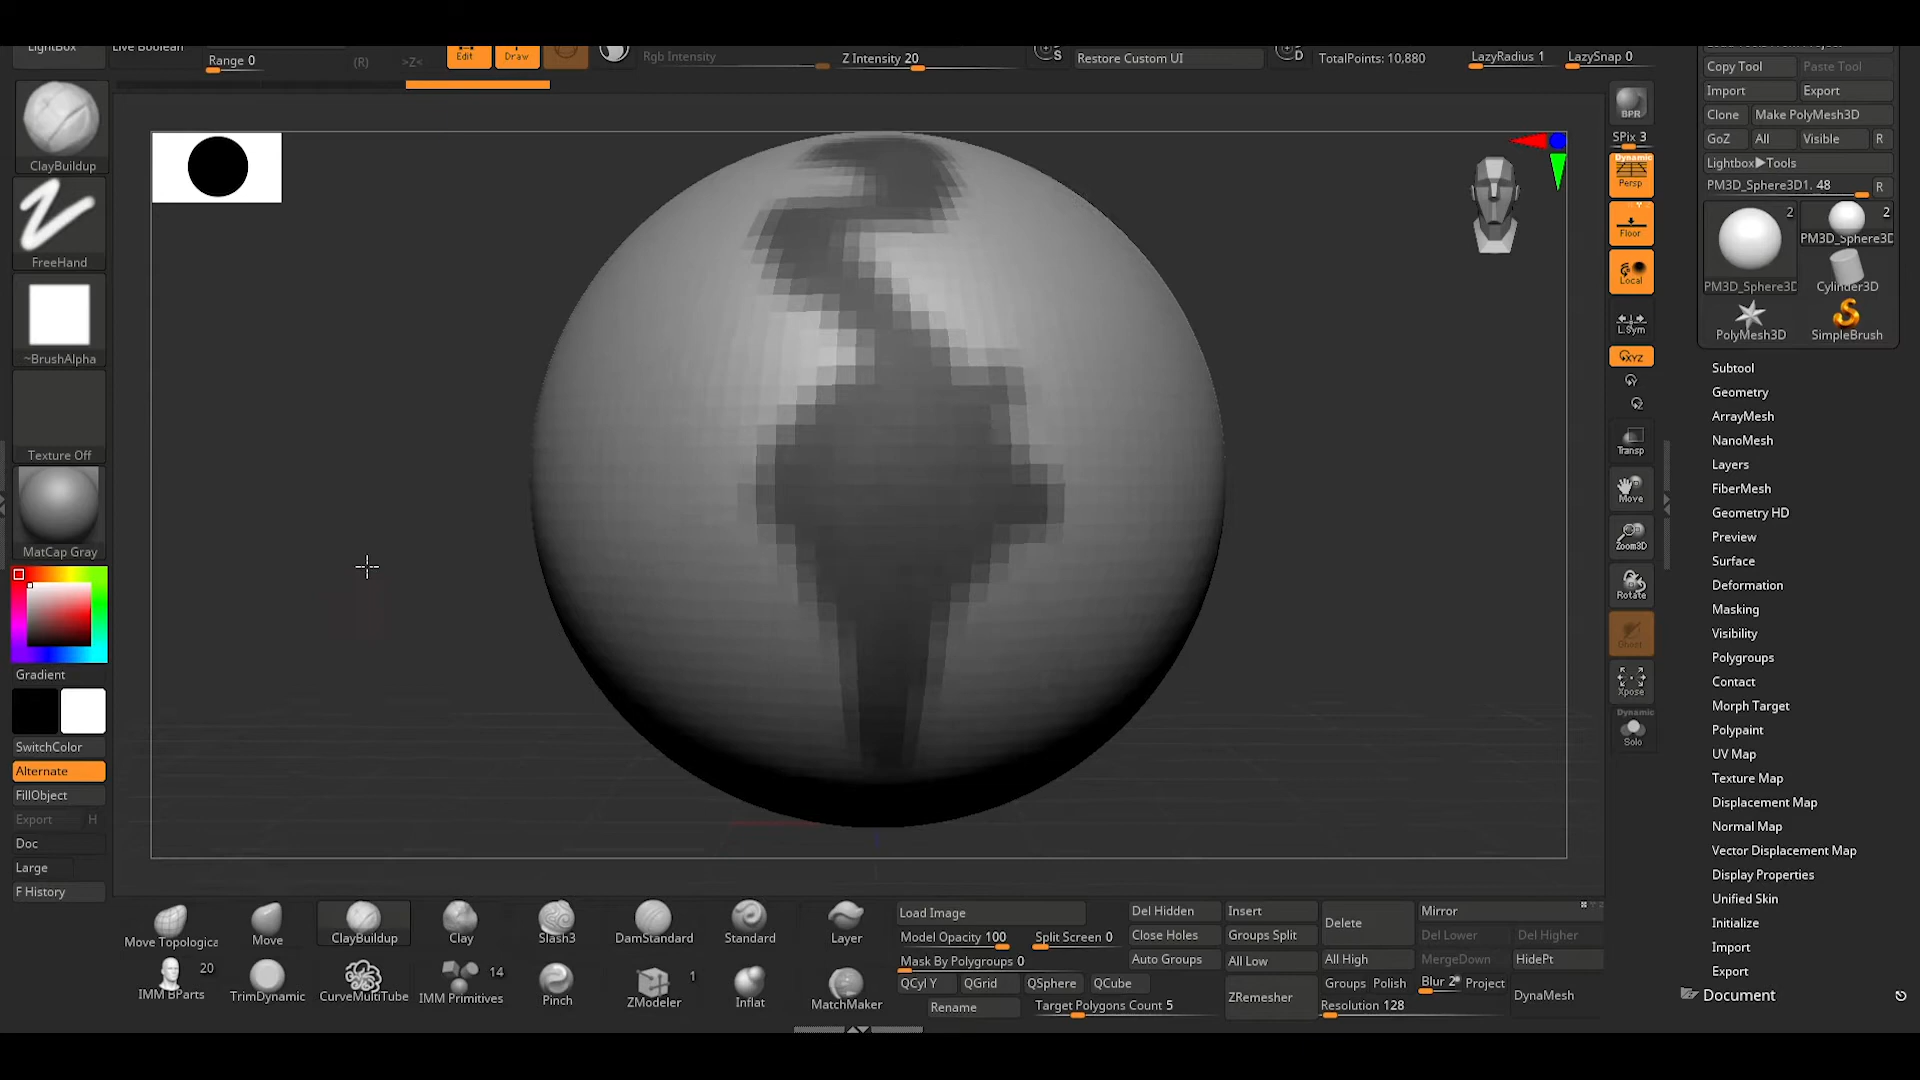 LightBox
Live Boolean
Range 0
(R)
>Z<
Edit
Draw
Rgb Intensity
Z Intensity 20
S
Restore Custom UI
D
TotalPoints: 10,880
LazyRadius 1
LazySnap 0
ClayBuildup
FreeHand
~BrushAlpha
Texture Off
MatCap Gray
Gradient
SwitchColor
Alternate
FillObject
Export H
Doc
Large
F History
BPR
SPix 3
Dynamic
Persp
Floor
Local
L.Sym
XYZ
Y
Z
Transp
Move
Zoom3D
Rotate
Ghost
Xpose
Dynamic
Solo
Copy Tool
Paste Tool
Import
Export
Clone
Make PolyMesh3D
GoZ
All
Visible
R
Lightbox▶Tools
PM3D_Sphere3D1. 48
R
2
2
PM3D_Sphere3D
PM3D_Sphere3D
Cylinder3D
PolyMesh3D
SimpleBrush
Subtool
Geometry
ArrayMesh
NanoMesh
Layers
FiberMesh
Geometry HD
Preview
Surface
Deformation
Masking
Visibility
Polygroups
Contact
Morph Target
Polypaint
UV Map
Texture Map
Displacement Map
Normal Map
Vector Displacement Map
Display Properties
Unified Skin
Initialize
Import
Export
Document
Move Topologica
Move
ClayBuildup
Clay
Slash3
DamStandard
Standard
Layer
20
IMM BParts
TrimDynamic
CurveMultiTube
14
IMM Primitives
Pinch
1
ZModeler
Inflat
MatchMaker
Load Image
Model Opacity 100
Split Screen 0
Mask By Polygroups 0
QCyl Y
QGrid
QSphere
QCube
Rename
Target Polygons Count 5
Del Hidden
Close Holes
Auto Groups
Insert
Groups Split
All Low
ZRemesher
Delete
All High
Groups
Polish
Resolution 128
Mirror
Del Lower
Del Higher
MergeDown
HidePt
Blur 2
Project
DynaMesh